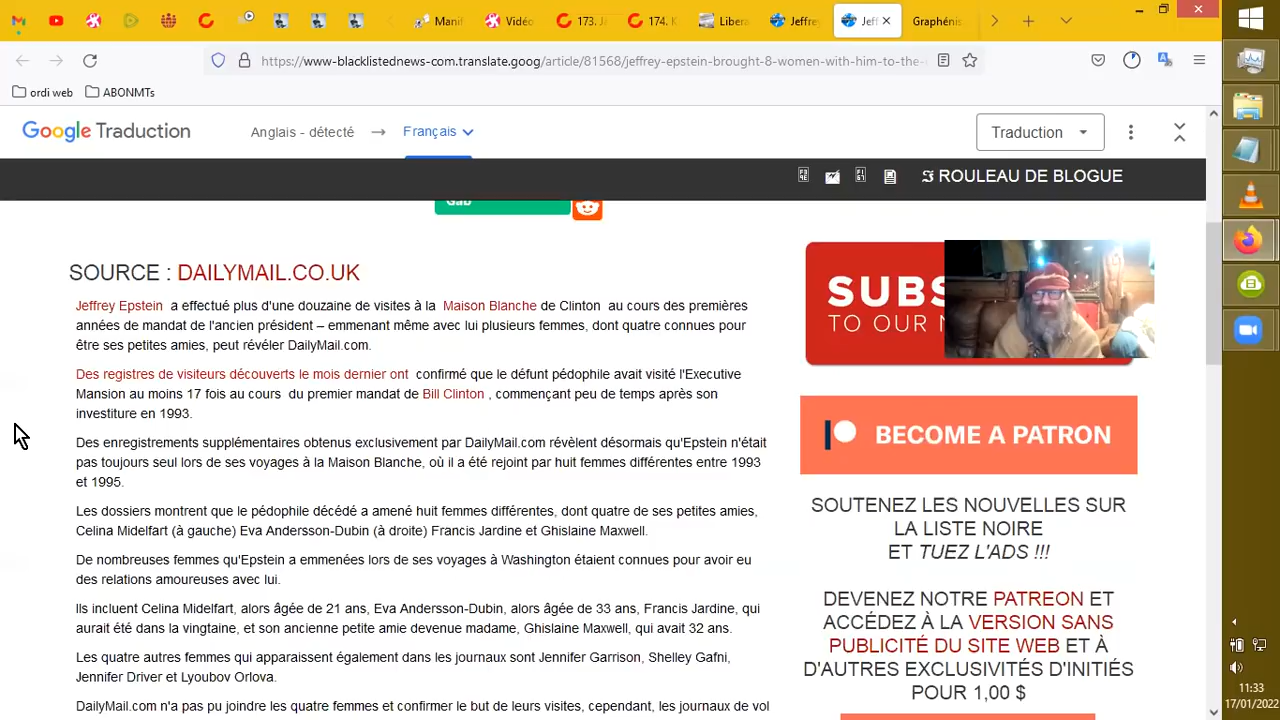 Manif
Vidéo
173. J
174. K
Libera
Jeffre
Jeff
Graphénis
https://www-blacklistednews-com.translate.goog/article/81568/jeffrey-epstein-brought-8-women-with-him-to-the-
ordi web
ABONMTs
Google Traduction
Anglais - détecté
Français
Traduction
ROULEAU DE BLOGUE
Gab
SOURCE : DAILYMAIL.CO.UK
Jeffrey Epstein a effectué plus d'une douzaine de visites à la Maison Blanche de Clinton au cours des premières
années de mandat de l'ancien président – emmenant même avec lui plusieurs femmes, dont quatre connues pour
être ses petites amies, peut révéler DailyMail.com.
Des registres de visiteurs découverts le mois dernier ont confirmé que le défunt pédophile avait visité l'Executive
Mansion au moins 17 fois au cours du premier mandat de Bill Clinton , commençant peu de temps après son
investiture en 1993.
Des enregistrements supplémentaires obtenus exclusivement par DailyMail.com révèlent désormais qu'Epstein n'était
pas toujours seul lors de ses voyages à la Maison Blanche, où il a été rejoint par huit femmes différentes entre 1993
et 1995.
Les dossiers montrent que le pédophile décédé a amené huit femmes différentes, dont quatre de ses petites amies,
Celina Midelfart (à gauche) Eva Andersson-Dubin (à droite) Francis Jardine et Ghislaine Maxwell.
De nombreuses femmes qu'Epstein a emmenées lors de ses voyages à Washington étaient connues pour avoir eu
des relations amoureuses avec lui.
Ils incluent Celina Midelfart, alors âgée de 21 ans, Eva Andersson-Dubin, alors âgée de 33 ans, Francis Jardine, qui
aurait été dans la vingtaine, et son ancienne petite amie devenue madame, Ghislaine Maxwell, qui avait 32 ans.
Les quatre autres femmes qui apparaissent également dans les journaux sont Jennifer Garrison, Shelley Gafni,
Jennifer Driver et Lyoubov Orlova.
DailyMail.com n'a pas pu joindre les quatre femmes et confirmer le but de leurs visites, cependant, les journaux de vol
SUBS
TO OUR N
BECOME A PATRON
SOUTENEZ LES NOUVELLES SUR
LA LISTE NOIRE
ET TUEZ L'ADS !!!
DEVENEZ NOTRE PATREON ET
ACCÉDEZ À LA VERSION SANS
PUBLICITÉ DU SITE WEB ET À
D'AUTRES EXCLUSIVITÉS D'INITIÉS
POUR 1,00 $
11:33
17/01/2022